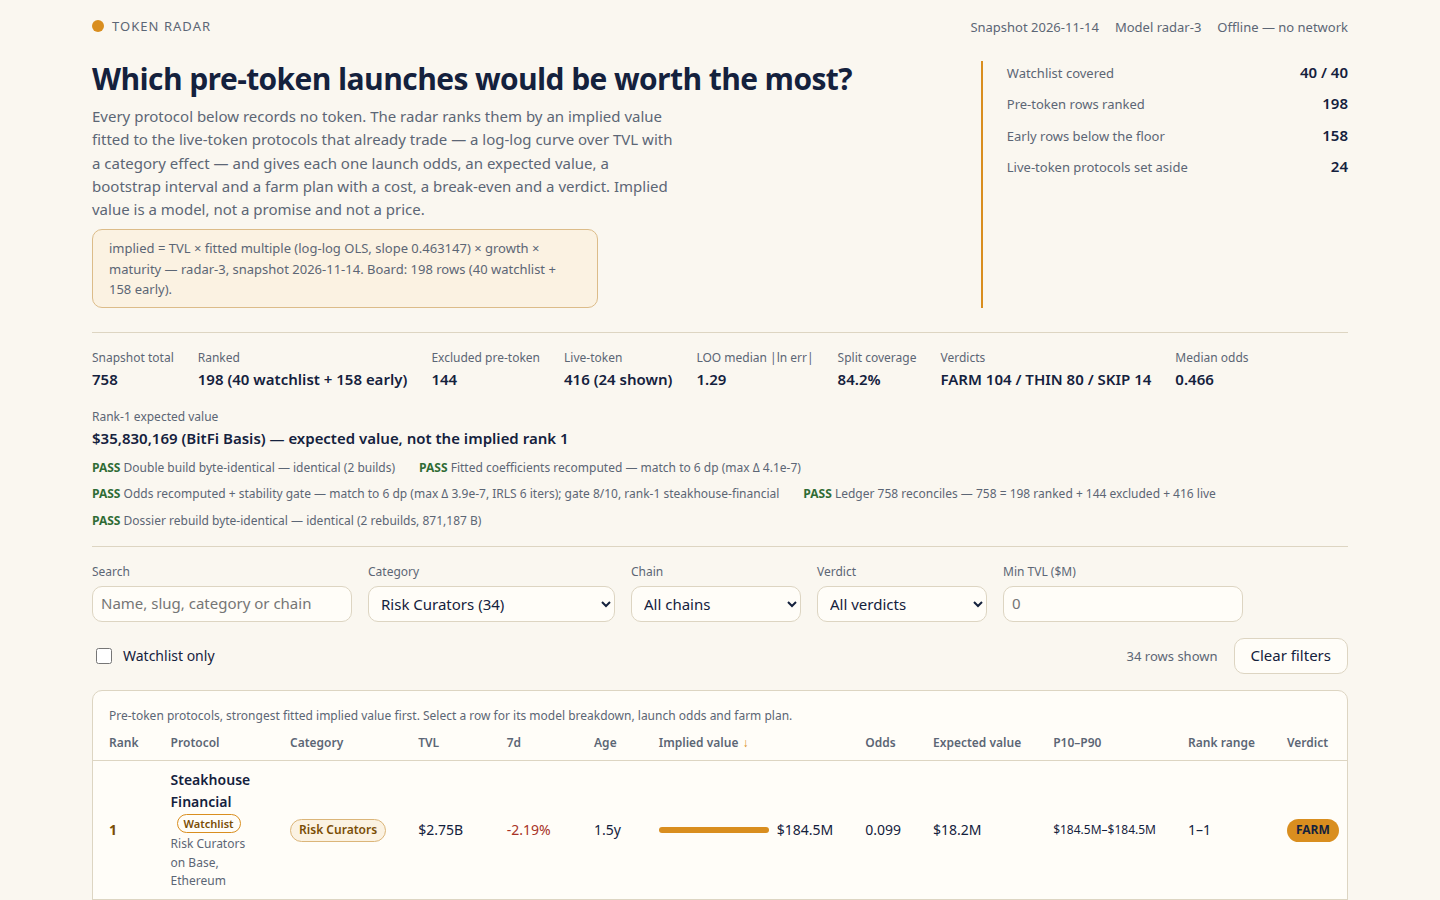 TOKEN RADAR
Snapshot 2026-11-14 Model radar-3 Offline — no network
Which pre-token launches would be worth the most?
Every protocol below records no token. The radar ranks them by an implied value
fitted to the live-token protocols that already trade — a log-log curve over TVL with
a category effect — and gives each one launch odds, an expected value, a
bootstrap interval and a farm plan with a cost, a break-even and a verdict. Implied
value is a model, not a promise and not a price.
implied = TVL × fitted multiple (log-log OLS, slope 0.463147) × growth ×
maturity — radar-3, snapshot 2026-11-14. Board: 198 rows (40 watchlist +
158 early).
Watchlist covered 40 / 40
Pre-token rows ranked 198
Early rows below the floor 158
Live-token protocols set aside 24
Snapshot total Ranked Excluded pre-token Live-token LOO median |ln err| Split coverage Verdicts Median odds
758 198 (40 watchlist + 158 early) 144 416 (24 shown) 1.29 84.2% FARM 104 / THIN 80 / SKIP 14 0.466
Rank-1 expected value
$35,830,169 (BitFi Basis) — expected value, not the implied rank 1
PASS Double build byte-identical — identical (2 builds) PASS Fitted coefficients recomputed — match to 6 dp (max Δ 4.1e-7)
PASS Odds recomputed + stability gate — match to 6 dp (max Δ 3.9e-7, IRLS 6 iters); gate 8/10, rank-1 steakhouse-financial PASS Ledger 758 reconciles — 758 = 198 ranked + 144 excluded + 416 live
PASS Dossier rebuild byte-identical — identical (2 rebuilds, 871,187 B)
Search Category Chain Verdict Min TVL ($M)
Name, slug, category or chain Risk Curators (34) All chains All verdicts 0
Watchlist only 34 rows shown Clear filters
Pre-token protocols, strongest fitted implied value first. Select a row for its model breakdown, launch odds and farm plan.
Rank Protocol Category TVL 7d Age Implied value ↓ Odds Expected value P10–P90 Rank range Verdict
Steakhouse
Financial
Watchlist
1 Risk Curators $2.75B -2.19% 1.5y $184.5M 0.099 $18.2M $184.5M–$184.5M 1–1 FARM
Risk Curators
on Base,
Ethereum